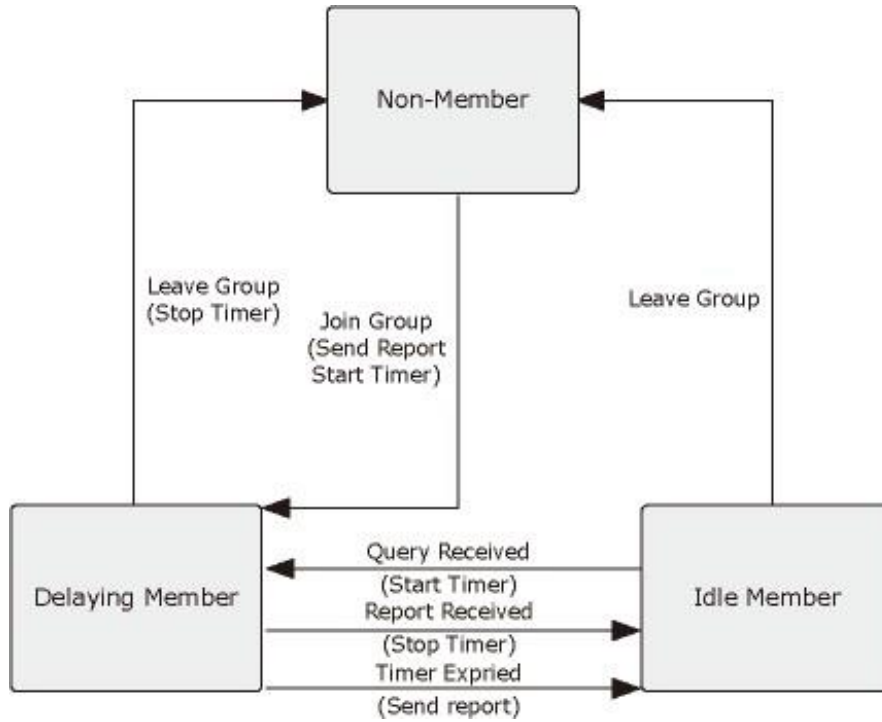 Non-Member
Leave Group
(Stop Timer)
Join Group
(Send Report
Start Timer)
Leave Group
Delaying Member
Query Received
(Start Timer)
Report Received
(Stop Timer)
Timer Expried
(Send report)
Idle Member